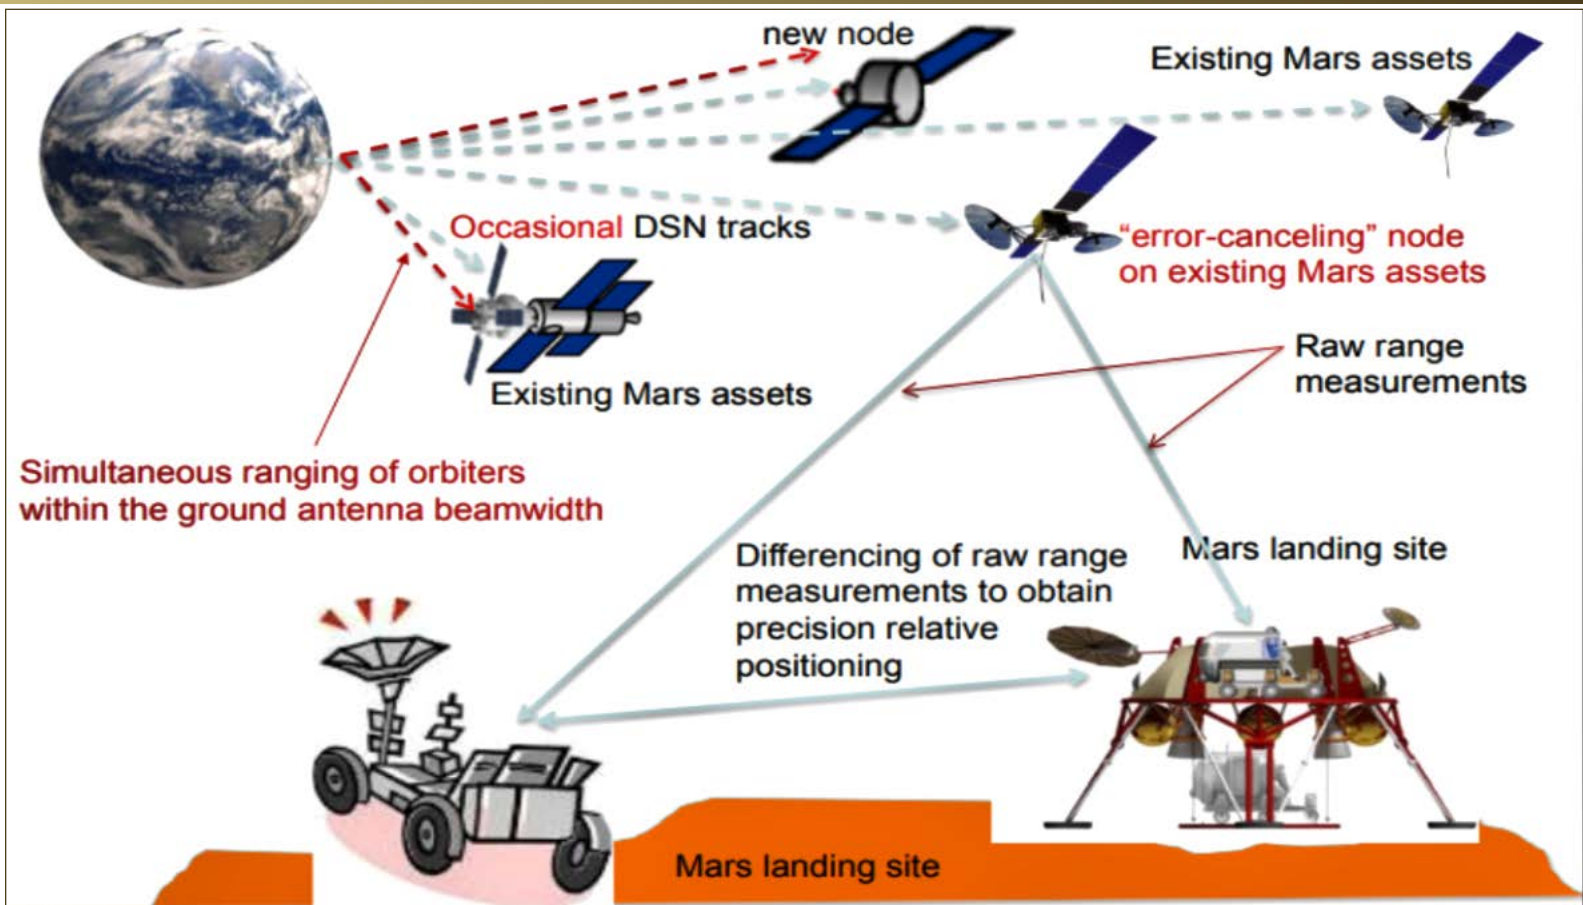 new node
Existing Mars assets
Occasional DSN tracks
“error-canceling” node
on existing Mars assets
Existing Mars assets
Raw range
measurements
Simultaneous ranging of orbiters
within the ground antenna beamwidth
Differencing of raw range
measurements to obtain
precision relative
positioning
Mars landing site
Mars landing site